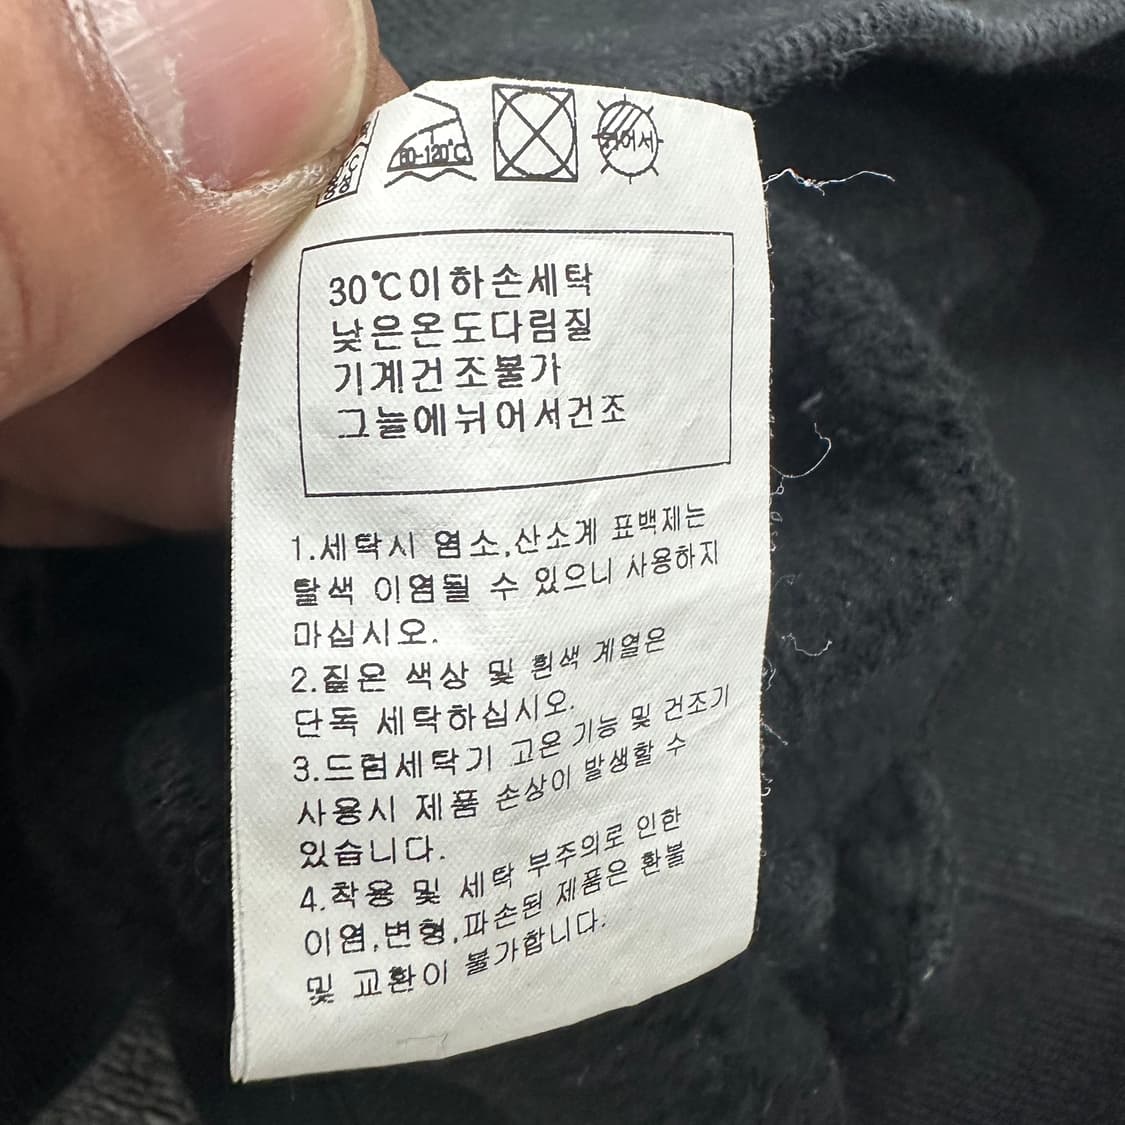 80-120℃
뉘어서
30℃이하손세탁
낮은온도다림질
기계건조불가
그늘에뉘어서건조
1.세탁시 염소,산소계 표백제는
탈색 이염될 수 있으니 사용하지
마십시오.
2.짙은 색상 및 흰색 계열은
단독 세탁하십시오.
3.드럼세탁기 고온 기능 및 건조기
사용시 제품 손상이 발생할 수
있습니다.
4.착용 및 세탁 부주의로 인한
이염,변형,파손된 제품은 환불
및 교환이 불가합니다.